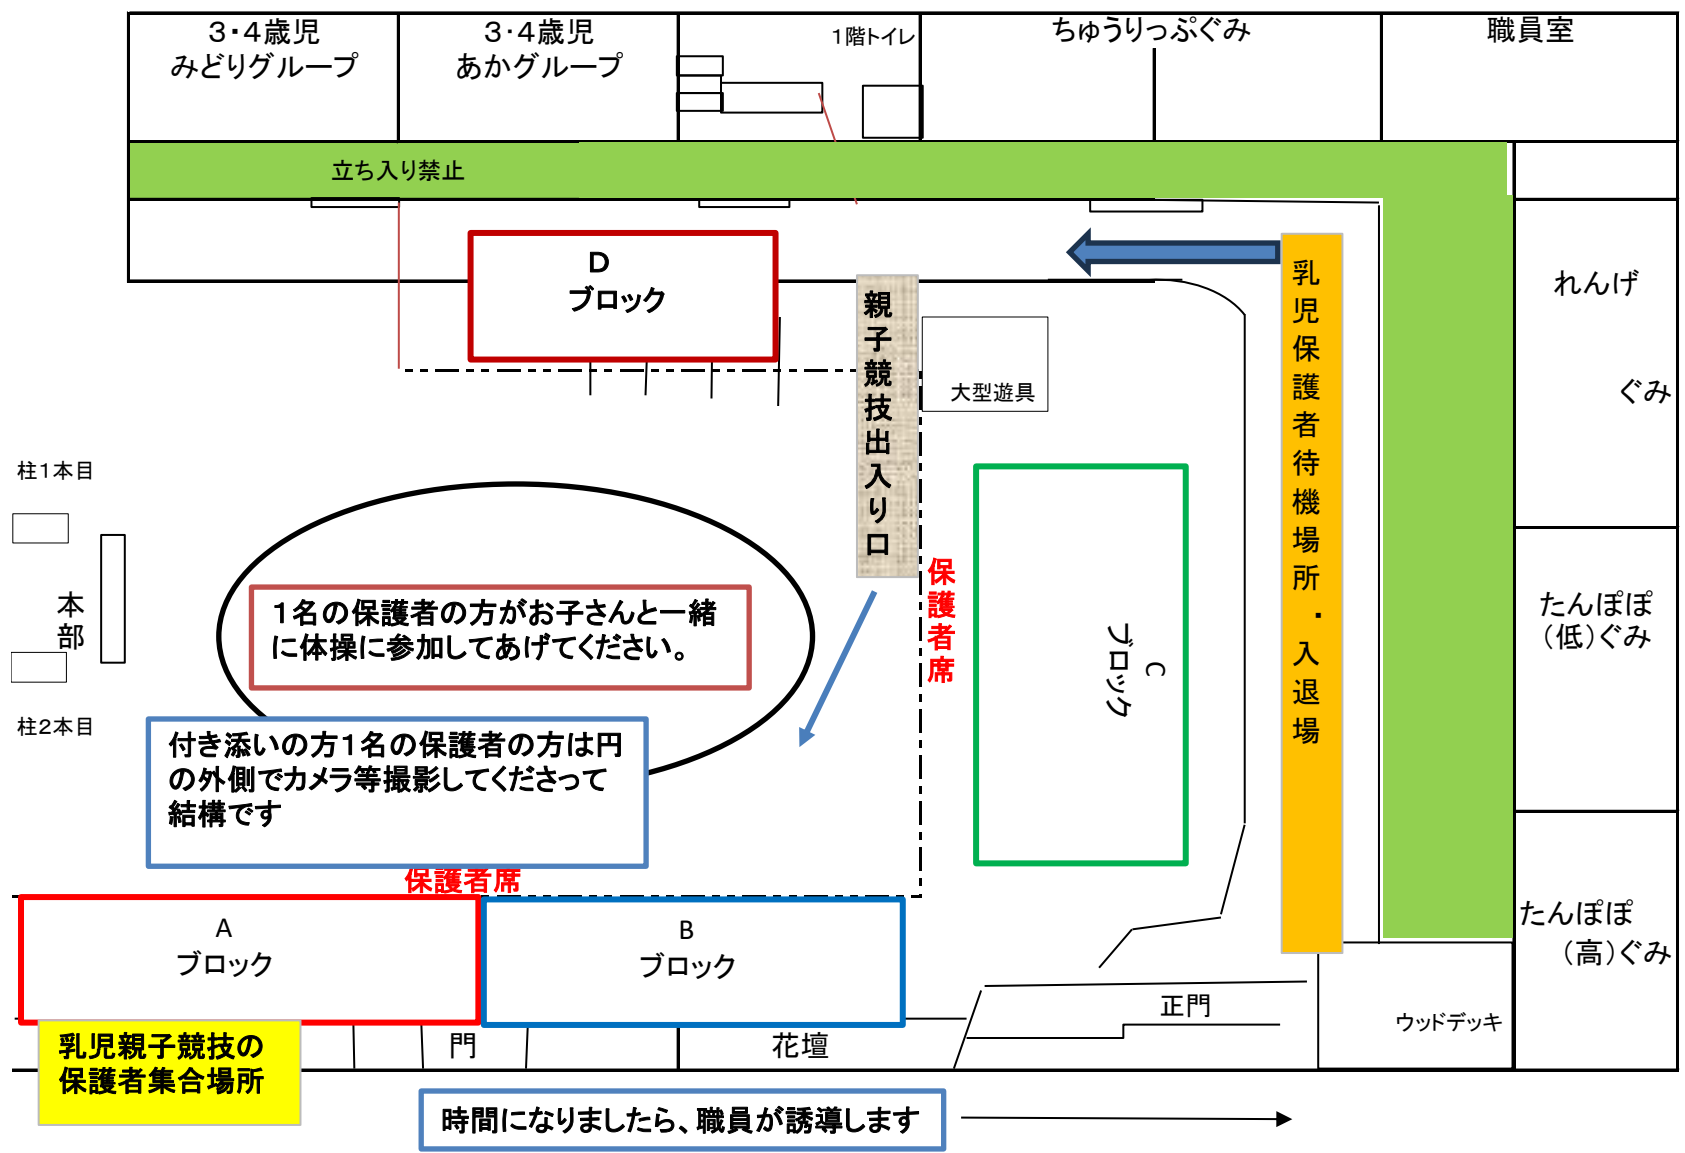 3・4歳児
みどりグループ
3・4歳児
あかグループ
1階トイレ
ちゅうりっぷぐみ
職員室
立ち入り禁止
D
ブロック
親子競技出入り口
大型遊具
乳児保護者待機場所・入退場
れんげ
ぐみ
柱1本目
本部
柱2本目
1名の保護者の方がお子さんと一緒
に体操に参加してあげてください。
保護者席
C
ブロック
たんぽぽ
(低)ぐみ
付き添いの方1名の保護者の方は円
の外側でカメラ等撮影してくださって
結構です
保護者席
A
ブロック
B
ブロック
たんぽぽ
(高)ぐみ
正門
ウッドデッキ
門
花壇
乳児親子競技の
保護者集合場所
時間になりましたら、職員が誘導します